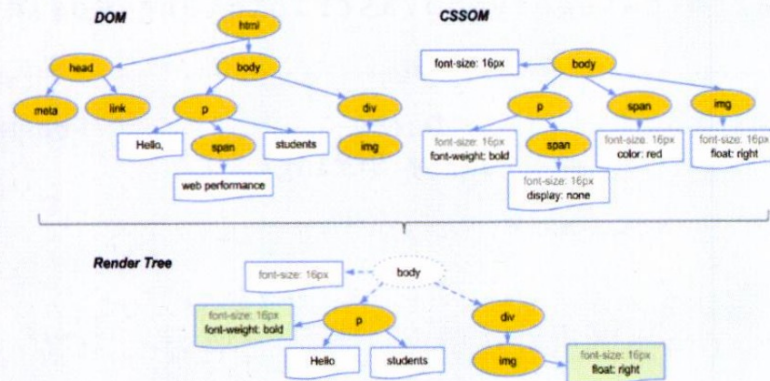 DOM
html
head
body
meta
link
p
div
Hello,
span
students
img
web performance
CSSOM
font-size: 16px
body
p
span
img
font-size: 16px
font-weight: bold
span
font-size: 16px
color: red
font-size: 16px
float: right
font-size: 16px
display: none
Render Tree
font-size: 16px
body
font-size: 16px
font-weight: bold
p
div
Hello
students
img
font-size: 16px
float: right